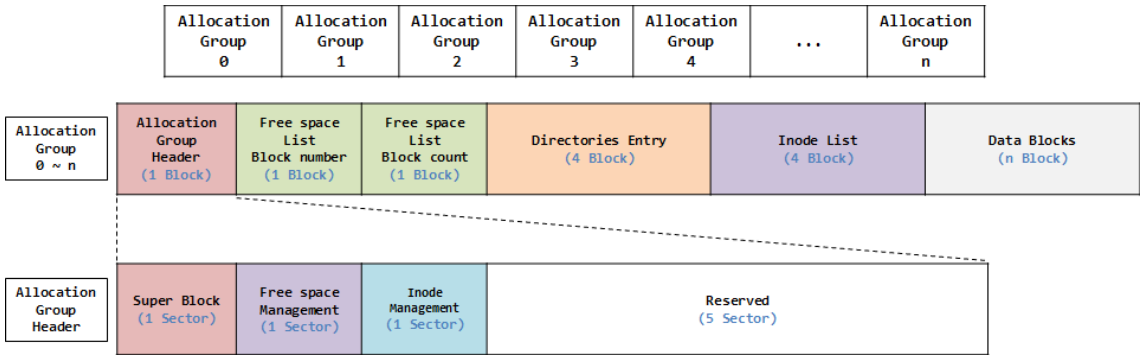 Allocation
Group
0
Allocation
Group
1
Allocation
Group
2
Allocation
Group
3
Allocation
Group
4
...
Allocation
Group
n
Allocation
Group
0 ~ n
Allocation
Group
Header
(1 Block)
Free space
List
Block number
(1 Block)
Free space
List
Block count
(1 Block)
Directories Entry
(4 Block)
Inode List
(4 Block)
Data Blocks
(n Block)
Allocation
Group
Header
Super Block
(1 Sector)
Free space
Management
(1 Sector)
Inode
Management
(1 Sector)
Reserved
(5 Sector)